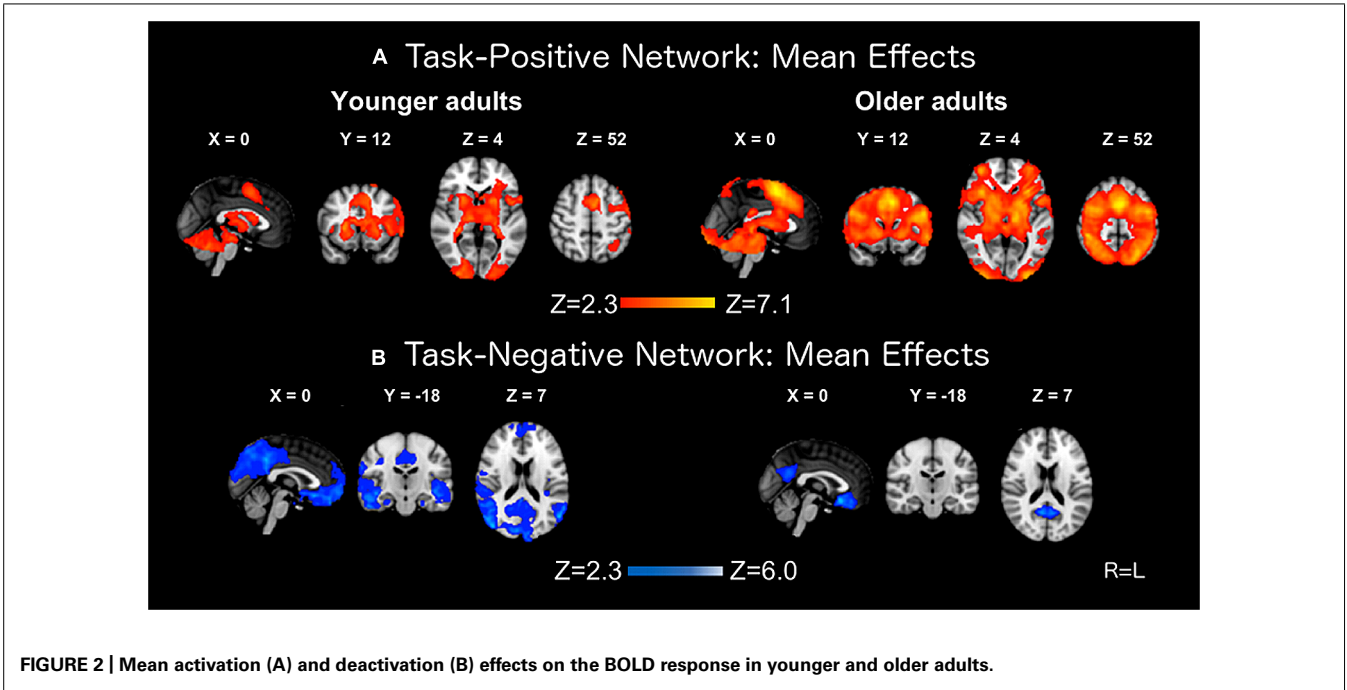 A Task-Positive Network: Mean Effects
Younger adults
Older adults
X = 0 Y = 12 Z = 4 Z = 52
X = 0 Y = 12 Z = 4 Z = 52
Z=2.3 Z=7.1
B Task-Negative Network: Mean Effects
X = 0 Y = -18 Z = 7
X = 0 Y = -18 Z = 7
Z=2.3 Z=6.0
R=L
FIGURE 2 | Mean activation (A) and deactivation (B) effects on the BOLD response in younger and older adults.